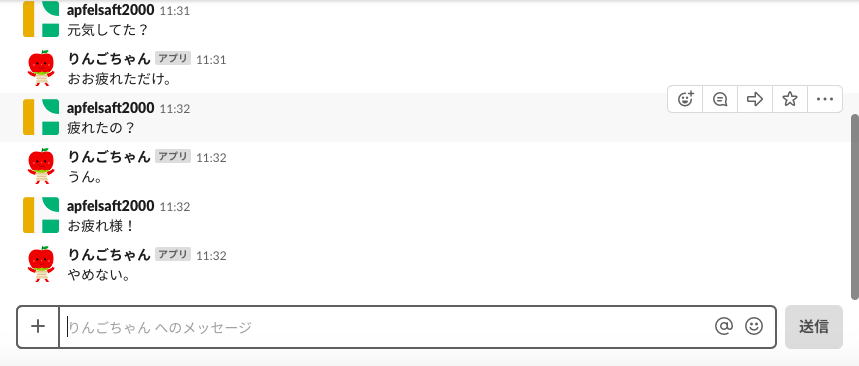 apfelsaft2000 11:31
元気してた？
りんごちゃん アプリ 11:31
おお疲れただけ。
apfelsaft2000 11:32
疲れたの？
りんごちゃん アプリ 11:32
うん。
apfelsaft2000 11:32
お疲れ様！
りんごちゃん アプリ 11:32
やめない。
りんごちゃん へのメッセージ
送信